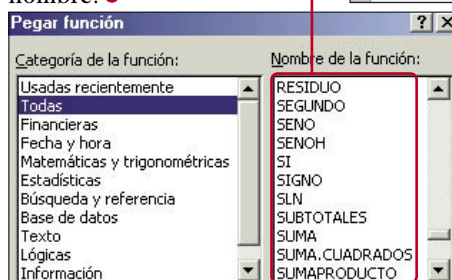 nombre.
Pegar función
Categoría de la función:
Usadas recientemente
Todas
Financieras
Fecha y hora
Matemáticas y trigonométricas
Estadísticas
Búsqueda y referencia
Base de datos
Texto
Lógicas
Información
Nombre de la función:
RESIDUO
SEGUNDO
SENO
SENOH
SI
SIGNO
SLN
SUBTOTALES
SUMA
SUMA.CUADRADOS
SUMAPRODUCTO